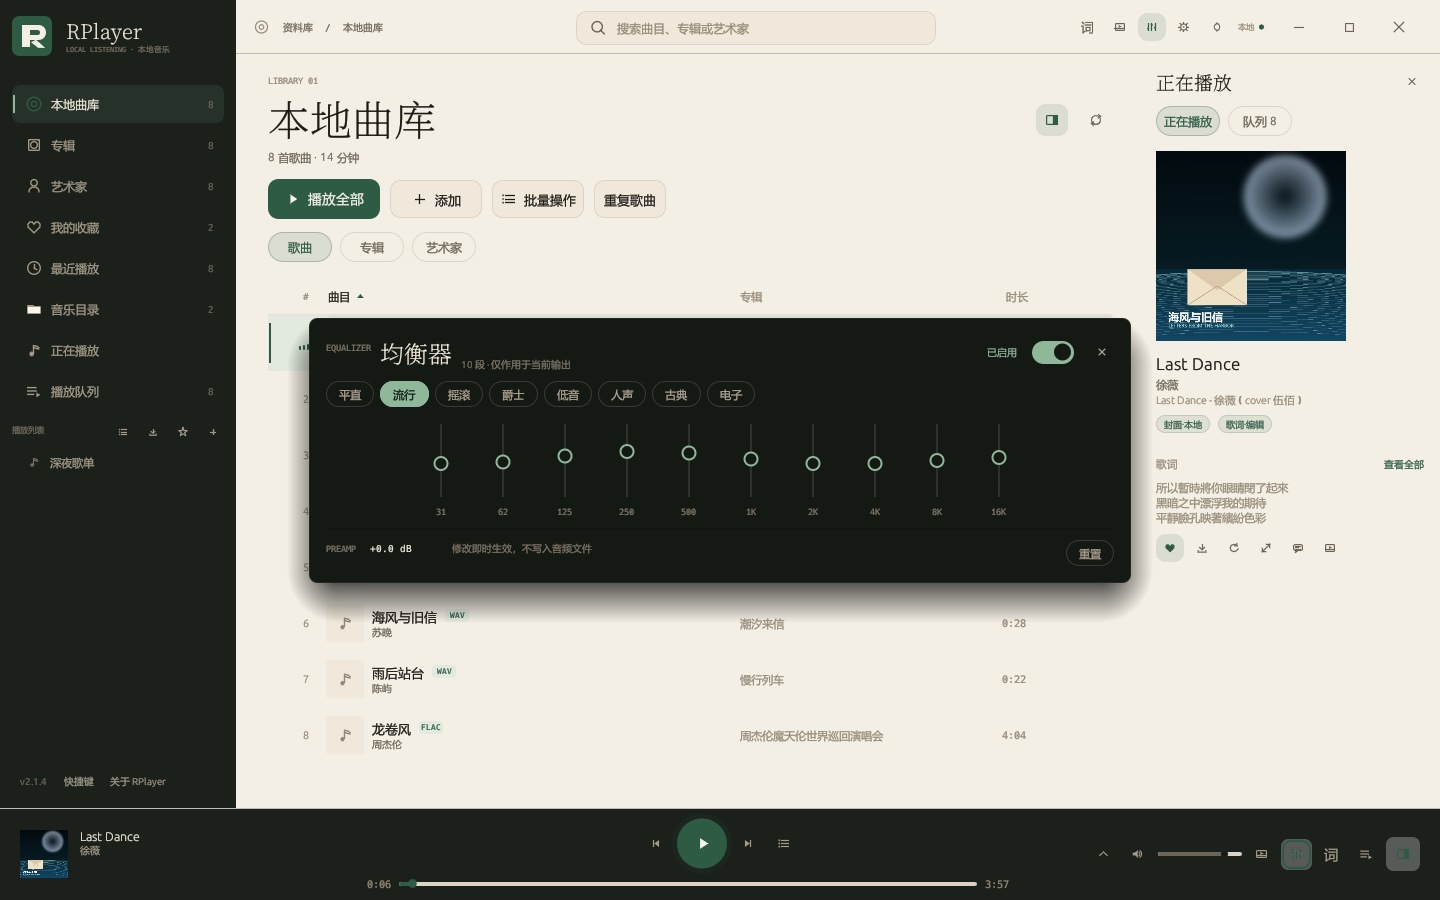 RPlayer
LOCAL LISTENING · 本地音乐
本地曲库 8
专辑 8
艺术家 8
我的收藏 2
最近播放 8
音乐目录 2
正在播放
播放队列 8
播放列表
深夜歌单
v2.1.4 快捷键 关于 RPlayer
资料库 / 本地曲库
搜索曲目、专辑或艺术家
词
本地
LIBRARY 01
本地曲库
8 首歌曲 · 14 分钟
播放全部
添加
批量操作
重复歌曲
歌曲
专辑
艺术家
# 曲目 专辑 时长
2
3
4
5
EQUALIZER 均衡器 10 段 · 仅作用于当前输出
已启用
平直
流行
摇滚
爵士
低音
人声
古典
电子
31 62 125 250 500 1K 2K 4K 8K 16K
PREAMP +0.0 dB 修改即时生效，不写入音频文件
重置
6 海风与旧信 WAV 潮汐来信 0:28
苏晚
7 雨后站台 WAV 慢行列车 0:22
陈屿
8 龙卷风 FLAC 周杰伦魔天伦世界巡回演唱会 4:04
周杰伦
正在播放
正在播放
队列 8
海风与旧信
LETTERS FROM THE HARBOR
Last Dance
徐薇
Last Dance - 徐薇 ( cover 伍佰 )
封面·本地
歌词·编辑
歌词 查看全部
所以暫時將你眼睛閉了起來
黑暗之中漂浮我的期待
平靜臉孔映著繽紛色彩
Last Dance
徐薇
0:06
3:57
词